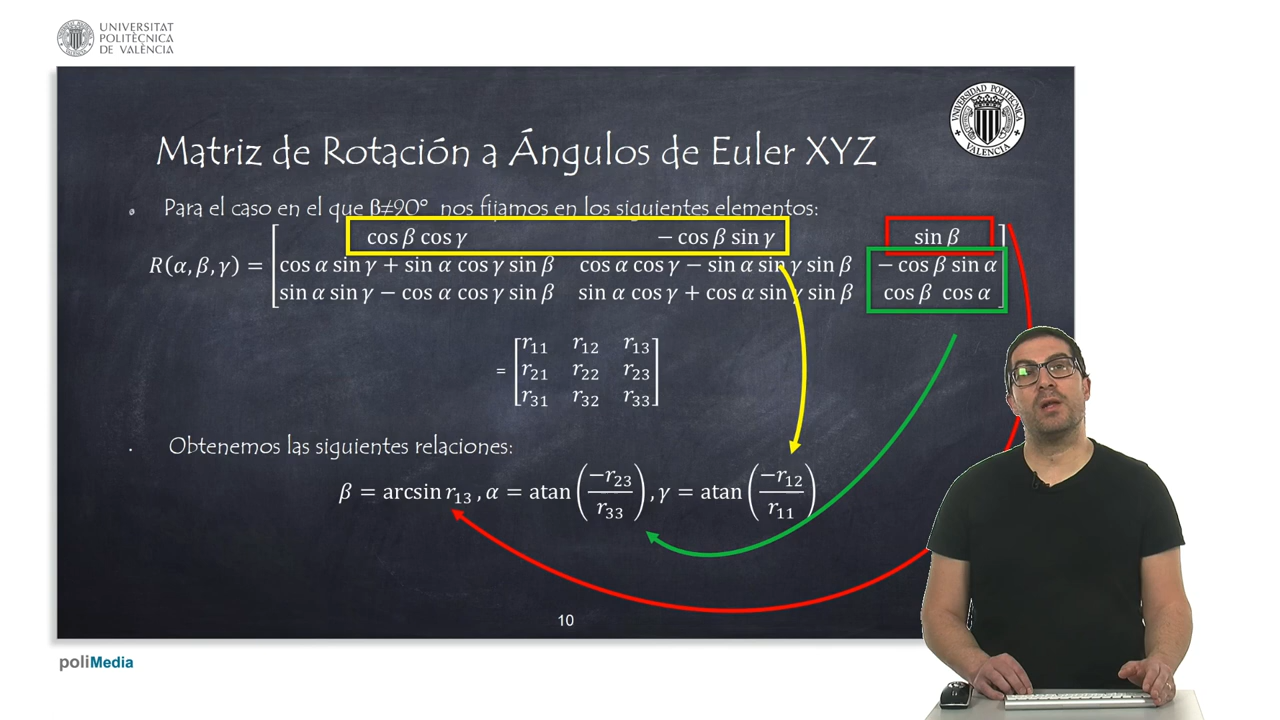 UNIVERSITAT
POLITÈCNICA
DE VALÈNCIA
UNIVERSIDAD POLITECNICA
VALENCIA
Matriz de Rotación a Ángulos de Euler XYZ
Para el caso en el que β≠90° nos fijamos en los siguientes elementos:
cos β cos γ − cos β sin γ sin β
R(α, β, γ) = [cos α sin γ + sin α cos γ sin β cos α cos γ − sin α sin γ sin β − cos β sin α]
sin α sin γ − cos α cos γ sin β sin α cos γ + cos α sin γ sin β cos β cos α
r11 r12 r13
= [r21 r22 r23]
r31 r32 r33
Obtenemos las siguientes relaciones:
β = arcsin r13 , α = atan (−r23/r33) , γ = atan (−r12/r11)
10
poliMedia